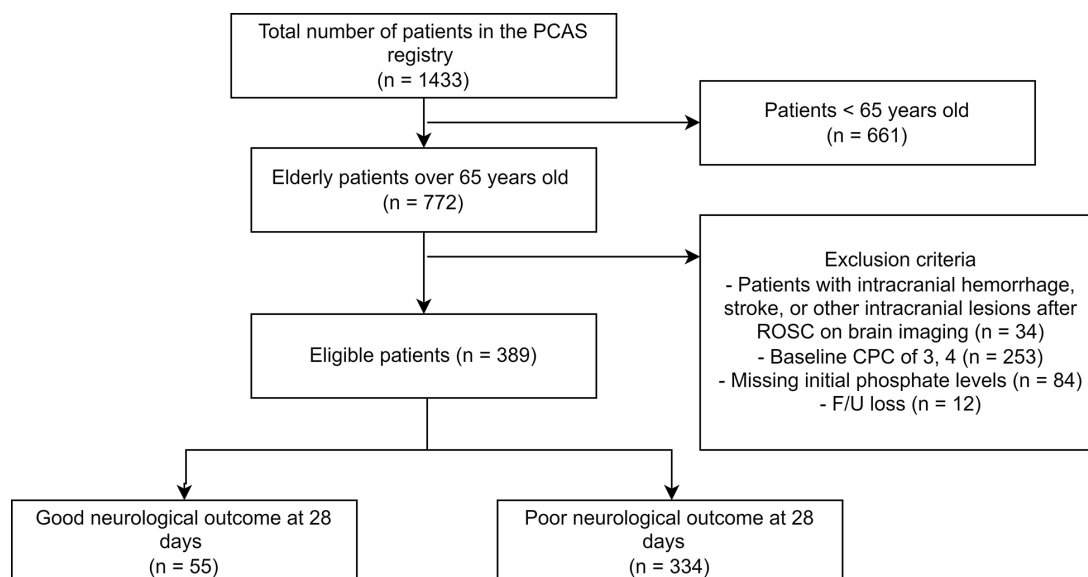 Total number of patients in the PCAS
registry
(n = 1433)
Patients < 65 years old
(n = 661)
Elderly patients over 65 years old
(n = 772)
Exclusion criteria
- Patients with intracranial hemorrhage,
stroke, or other intracranial lesions after
ROSC on brain imaging (n = 34)
- Baseline CPC of 3, 4 (n = 253)
- Missing initial phosphate levels (n = 84)
- F/U loss (n = 12)
Eligible patients (n = 389)
Good neurological outcome at 28
days
(n = 55)
Poor neurological outcome at 28
days
(n = 334)